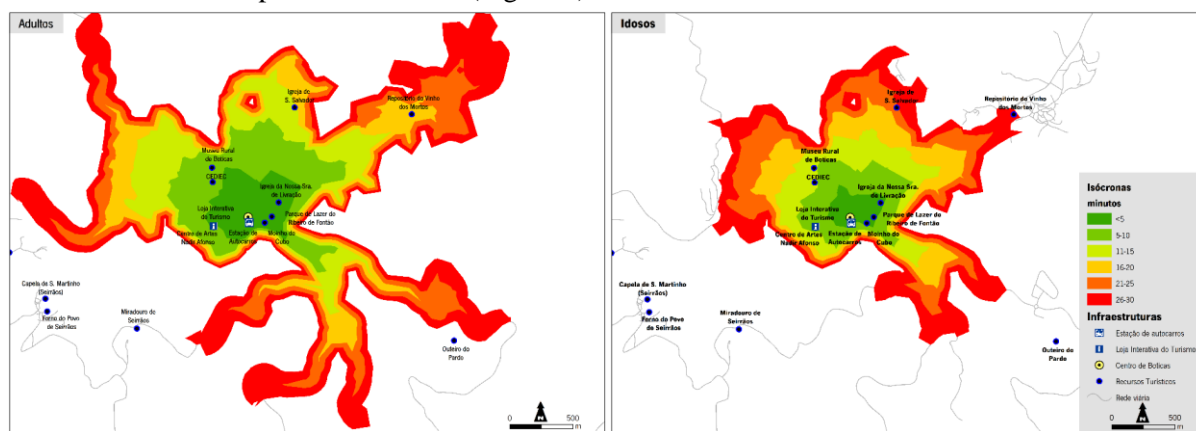 Adultos
Igreja de
S. Salvador
Repositório do Vinho
dos Mortos
Museu Rural
de Boticas
CEDIEC
Igreja da Nossa Sra.
de Livração
Loja Interativa
do Turismo
Parque de Lazer do
Ribeiro de Fontão
Centro de Artes
Nadir Afonso
Estação de
Autocarros
Moinho do
Cubo
Capela de S. Martinho
(Seirrãos)
Forno do Povo
de Seirrãos
Miradouro de
Seirrãos
Outeiro do
Pardo
0 500
m
Idosos
Igreja de
S. Salvador
Repositório do Vinho
dos Mortos
Museu Rural
de Boticas
CEDIEC
Igreja da Nossa Sra.
de Livração
Loja Interativa
do Turismo
Parque de Lazer do
Ribeiro de Fontão
Centro de Artes
Nadir Afonso
Estação de
Autocarros
Moinho do
Cubo
Capela de S. Martinho
(Seirrãos)
Forno do Povo
de Seirrãos
Miradouro de
Seirrãos
Outeiro do
Pardo
Isócronas
minutos
<5
5-10
11-15
16-20
21-25
26-30
Infraestruturas
Estação de autocarros
Loja Interativa do Turismo
Centro de Boticas
Recursos Turísticos
Rede viária
0 500
m